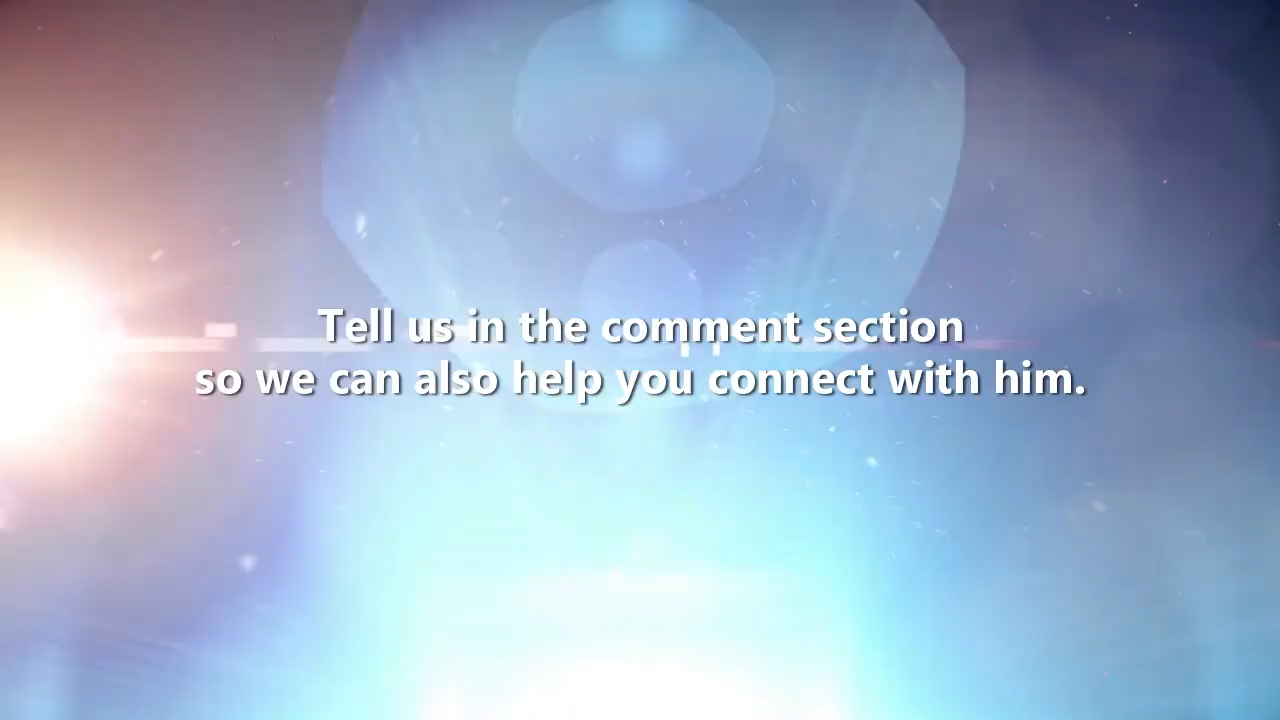 Tell us in the comment section
so we can also help you connect with him.